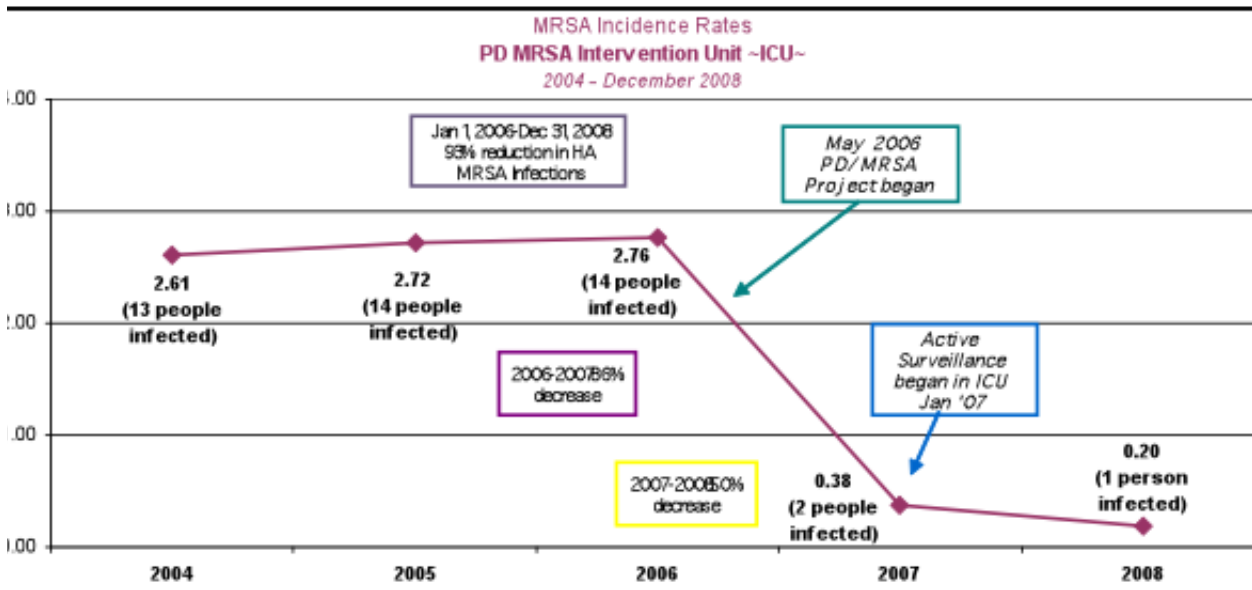 MRSA Incidence Rates
PD MRSA Intervention Unit ~ICU~
2004 – December 2008
Jan 1, 2006-Dec 31, 2008
93% reduction in HA
MRSA Infections
May 2006
PD/MRSA
Project began
2.61
(13 people
infected)
2.72
(14 people
infected)
2.76
(14 people
infected)
2006-2007 86%
decrease
Active
Surveillance
began in ICU
Jan '07
2007-2008 50%
decrease
0.38
(2 people
infected)
0.20
(1 person
infected)
.00
.00
.00
.00
0.00
2004
2005
2006
2007
2008